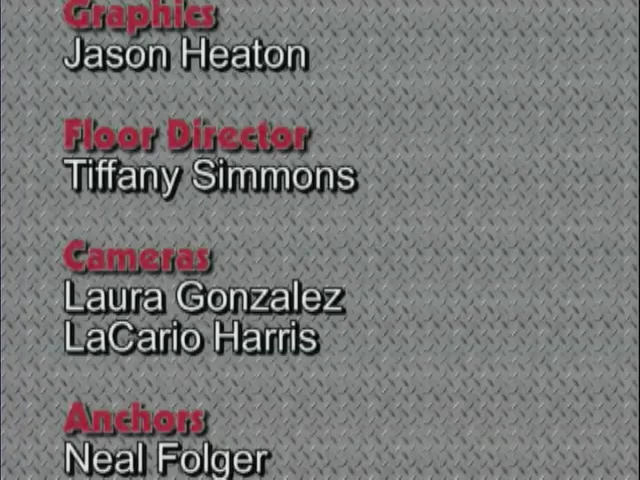 Graphics
Jason Heaton
Floor Director
Tiffany Simmons
Cameras
Laura Gonzalez
LaCario Harris
Anchors
Neal Folger